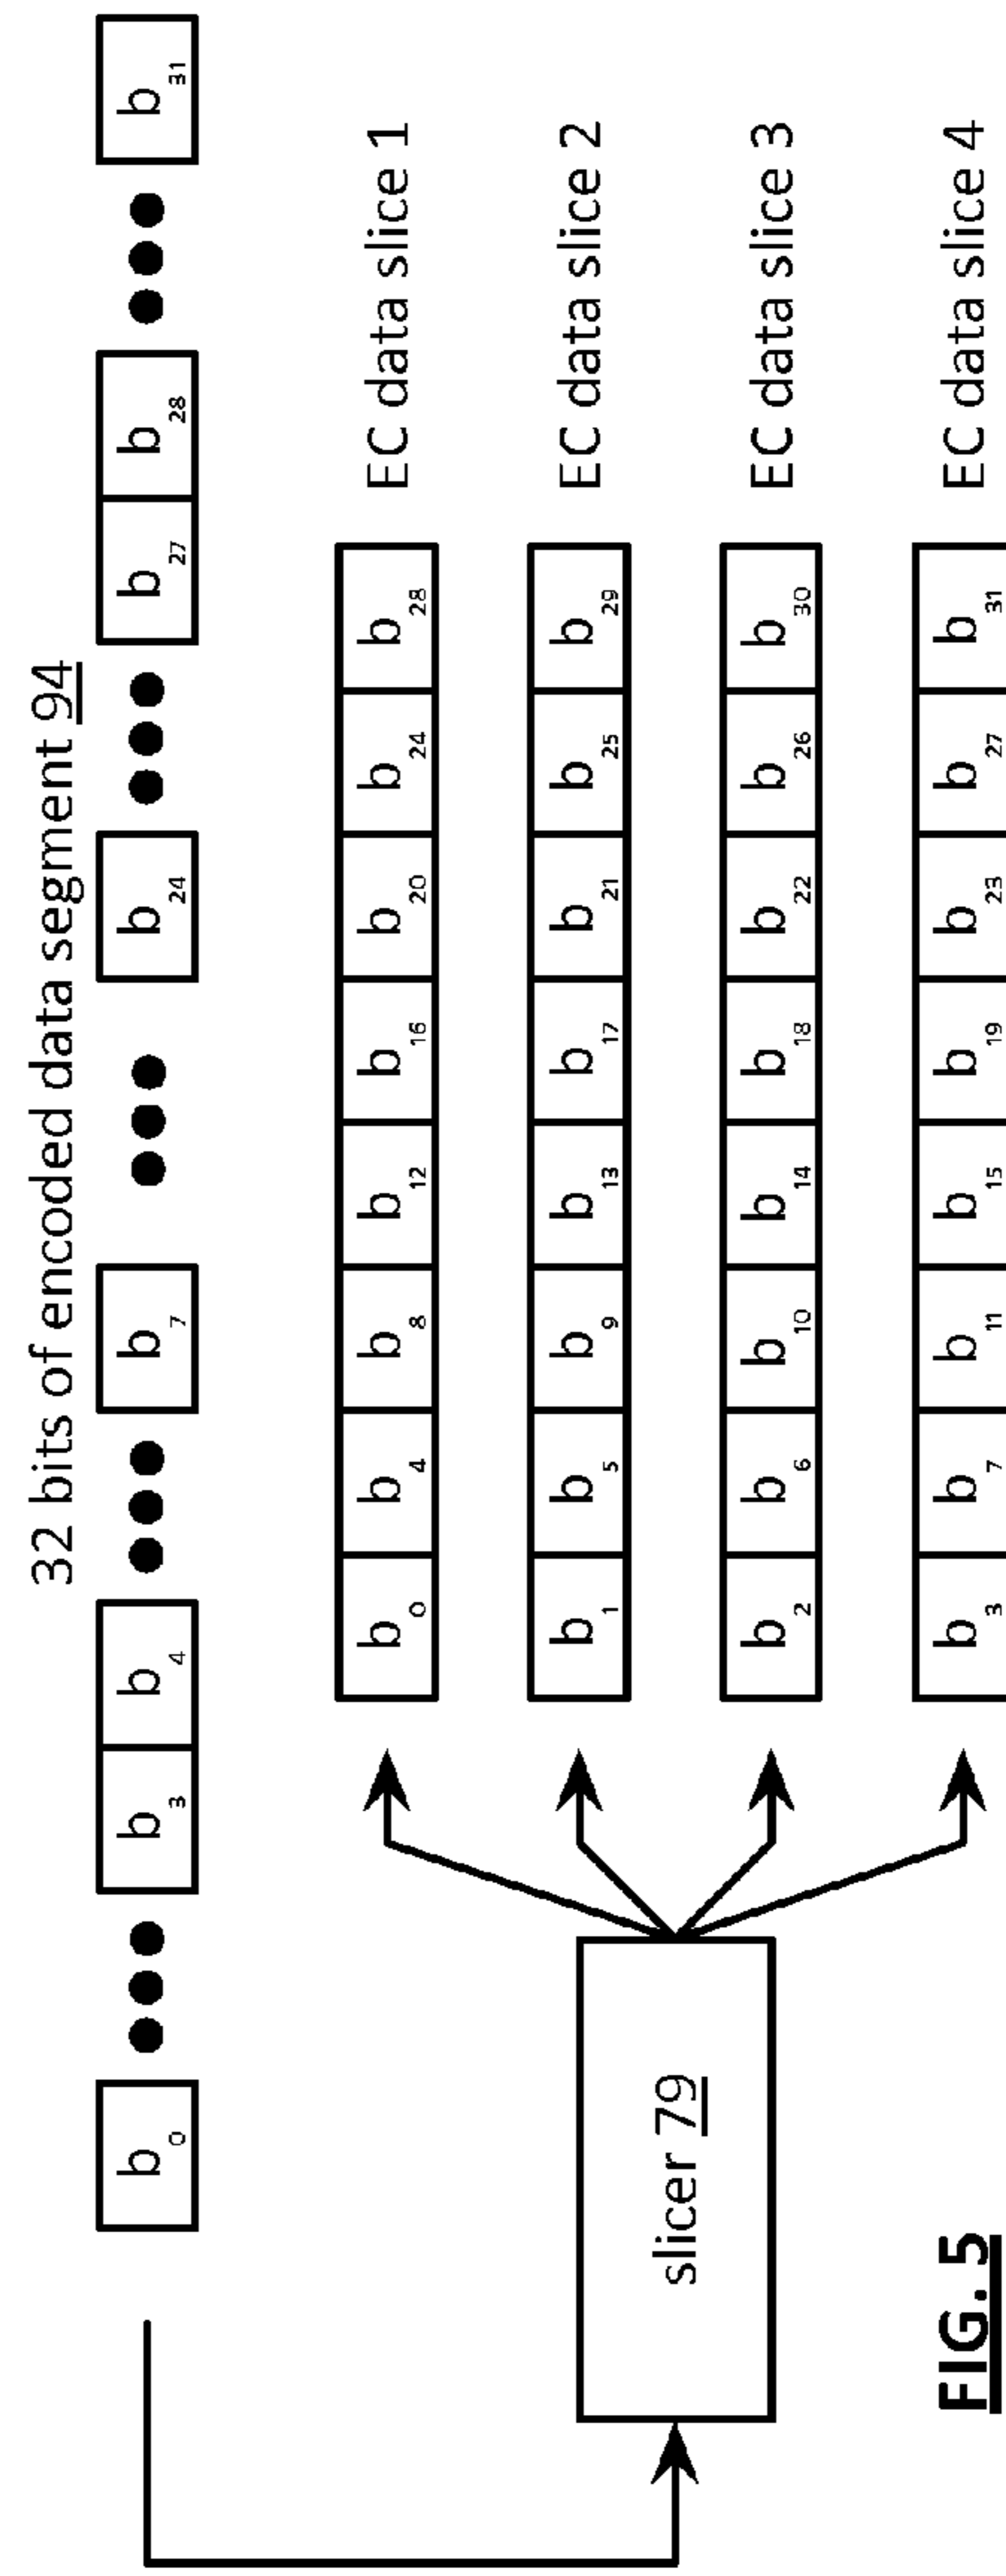 32 bits of encoded data segment 94
b0 b3 b4 b7 b24 b27 b28 b31
b0 b4 b8 b12 b16 b20 b24 b28 EC data slice 1
b1 b5 b9 b13 b17 b21 b25 b29 EC data slice 2
slicer 79
b2 b6 b10 b14 b18 b22 b26 b30 EC data slice 3
b3 b7 b11 b15 b19 b23 b27 b31 EC data slice 4
FIG. 5